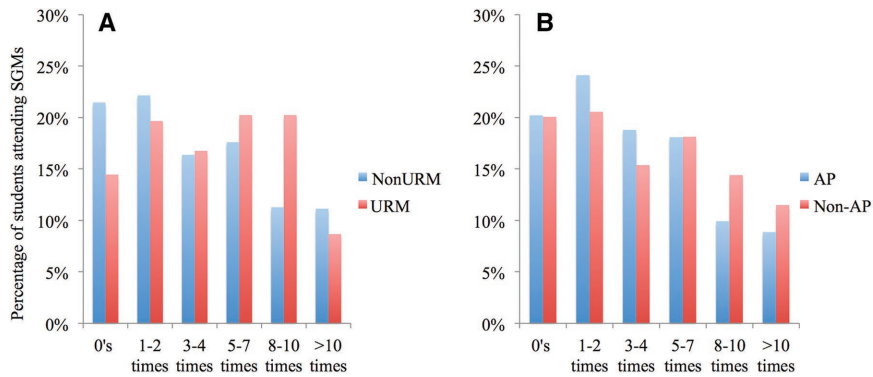 A
B
Percentage of students attending SGMs
30%
25%
20%
15%
10%
5%
0%
0's
1-2 times
3-4 times
5-7 times
8-10 times
>10 times
NonURM
URM
30%
25%
20%
15%
10%
5%
0%
0's
1-2 times
3-4 times
5-7 times
8-10 times
>10 times
AP
Non-AP